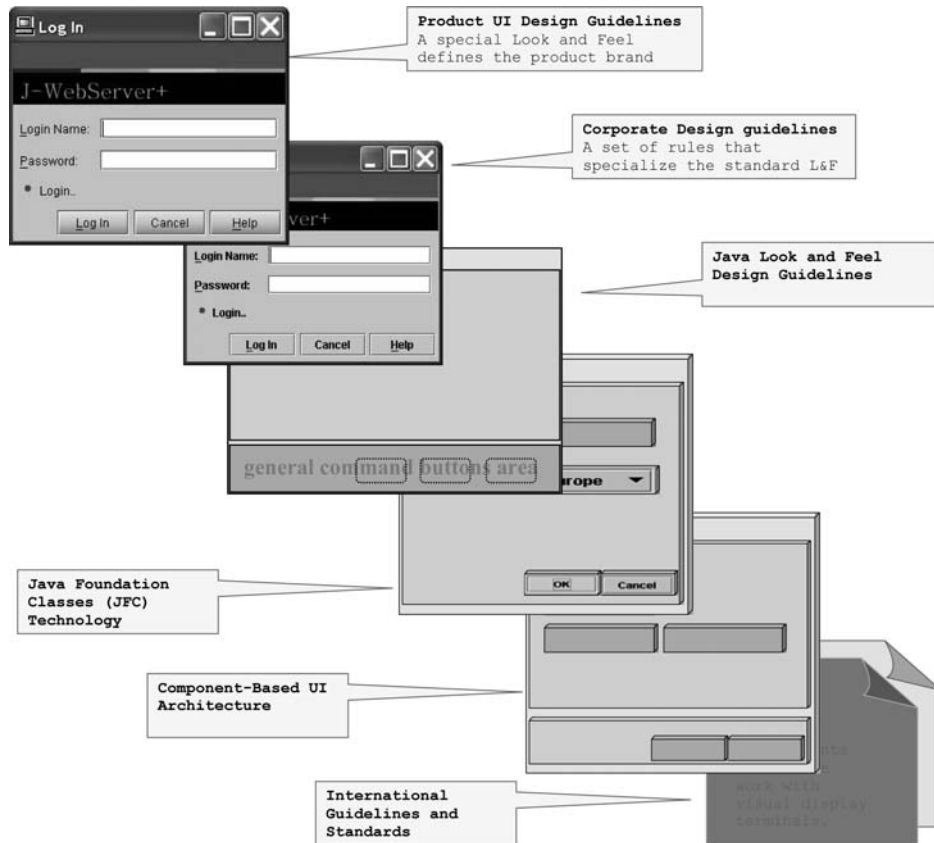 Log In
Product UI Design Guidelines
A special Look and Feel
defines the product brand
J-WebServer+
Login Name:
Password:
Login..
Log In Cancel Help
Corporate Design guidelines
A set of rules that
specialize the standard L&F
ver+
Login Name:
Password:
Login..
Log In Cancel Help
Java Look and Feel
Design Guidelines
general command buttons area
urope
OK Cancel
Java Foundation
Classes (JFC)
Technology
Component-Based UI
Architecture
International
Guidelines and
Standards
work with
visual display
terminals.